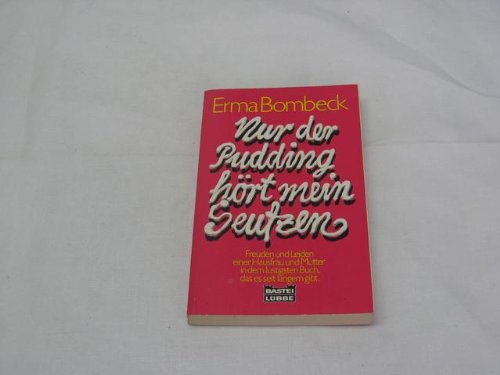 Erma Bombeck
Nur der
Pudding
hört mein
Seufzen
Freuden und Leiden
einer Hausfrau und Mutter
in dem lustigsten Buch,
das es seit langem gibt.
BASTEI
LÜBBE